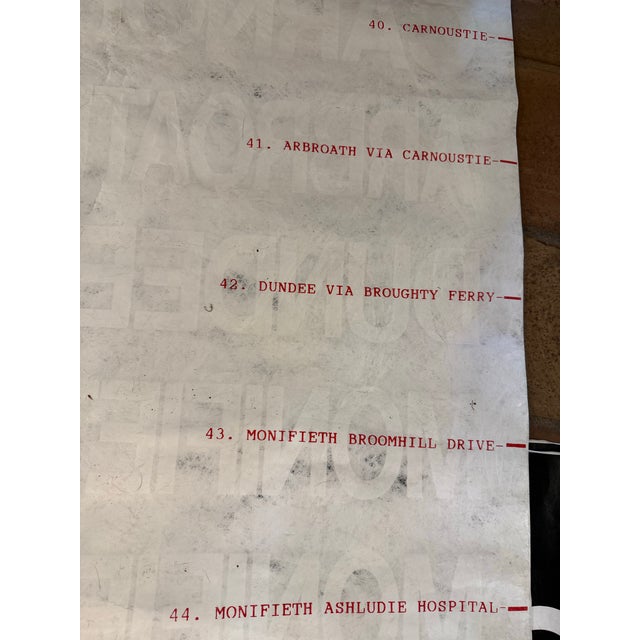 40. CARNOUSTIE-
41. ARBROATH VIA CARNOUSTIE-
42. DUNDEE VIA BROUGHTY FERRY-
43. MONIFIETH BROOMHILL DRIVE-
44. MONIFIETH ASHLUDIE HOSPITAL-